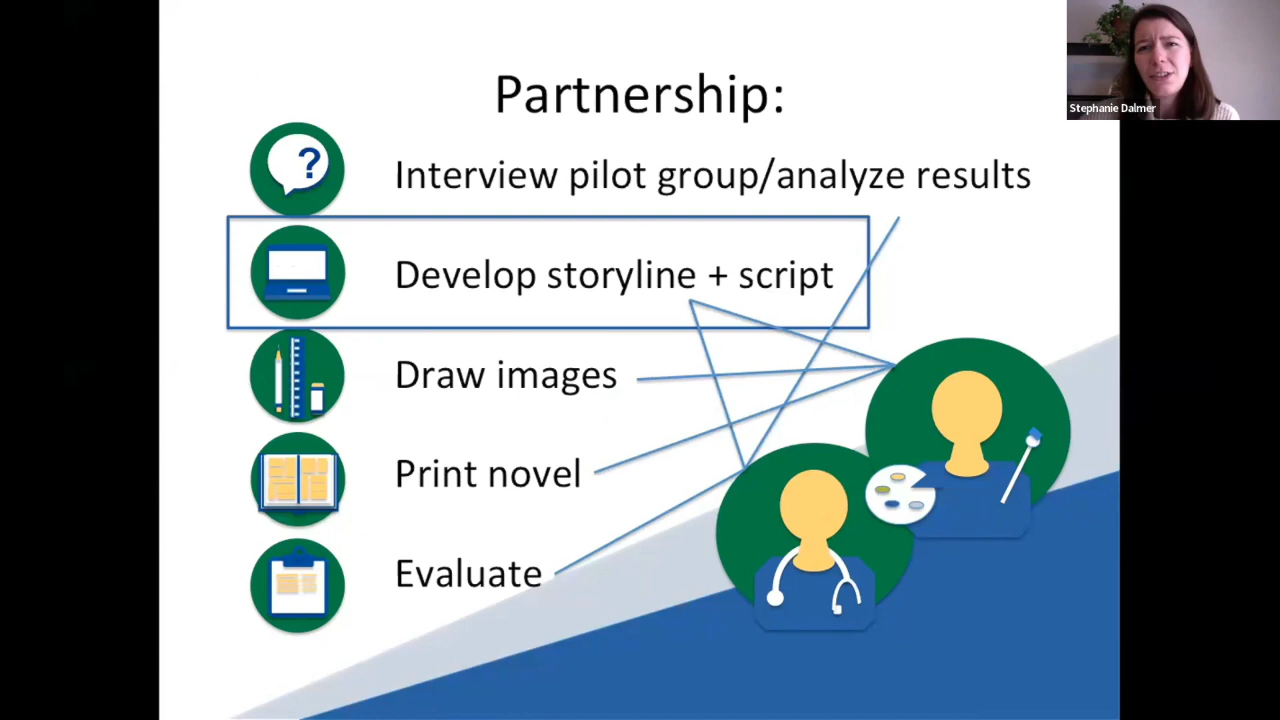 Partnership:
Stephanie Dalmer
?
Interview pilot group/analyze results
Develop storyline + script
Draw images
Print novel
Evaluate